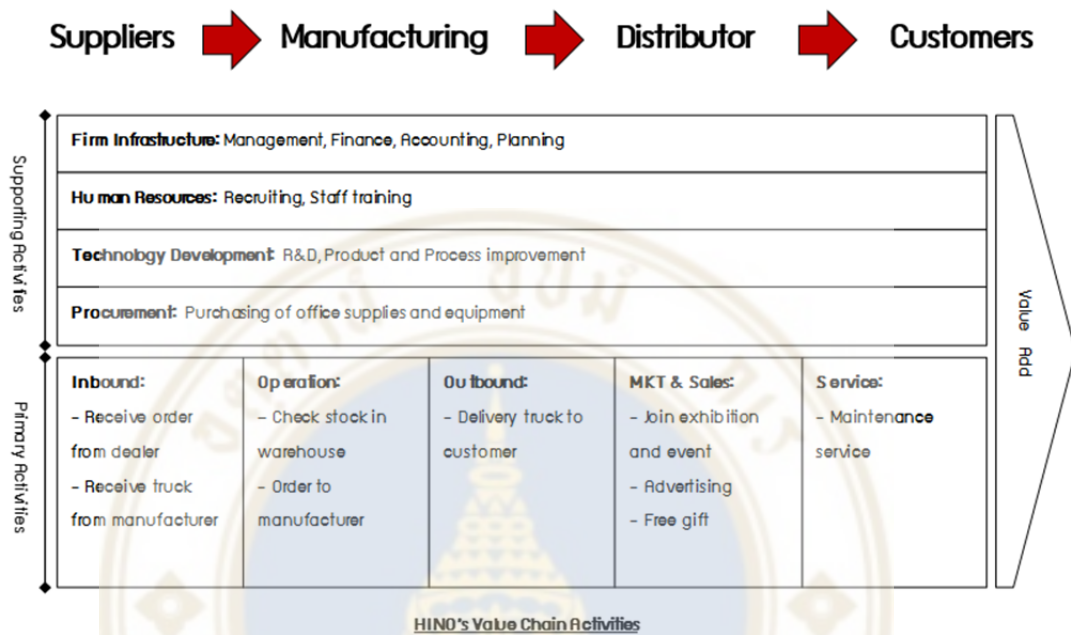 Suppliers Manufacturing Distributor Customers
Supporting Activities
Firm Infrastructure: Management, Finance, Accounting, Planning
Human Resources: Recruiting, Staff training
Technology Development: R&D, Product and Process improvement
Procurement: Purchasing of office supplies and equipment
Primary Activities
Inbound:
- Receive order
from dealer
- Receive truck
from manufacturer
Operation:
- Check stock in
warehouse
- Order to
manufacturer
Outbound:
- Delivery truck to
customer
MKT & Sales:
- Join exhibition
and event
- Advertising
- Free gift
Service:
- Maintenance
service
Value Add
HINO's Value Chain Activities